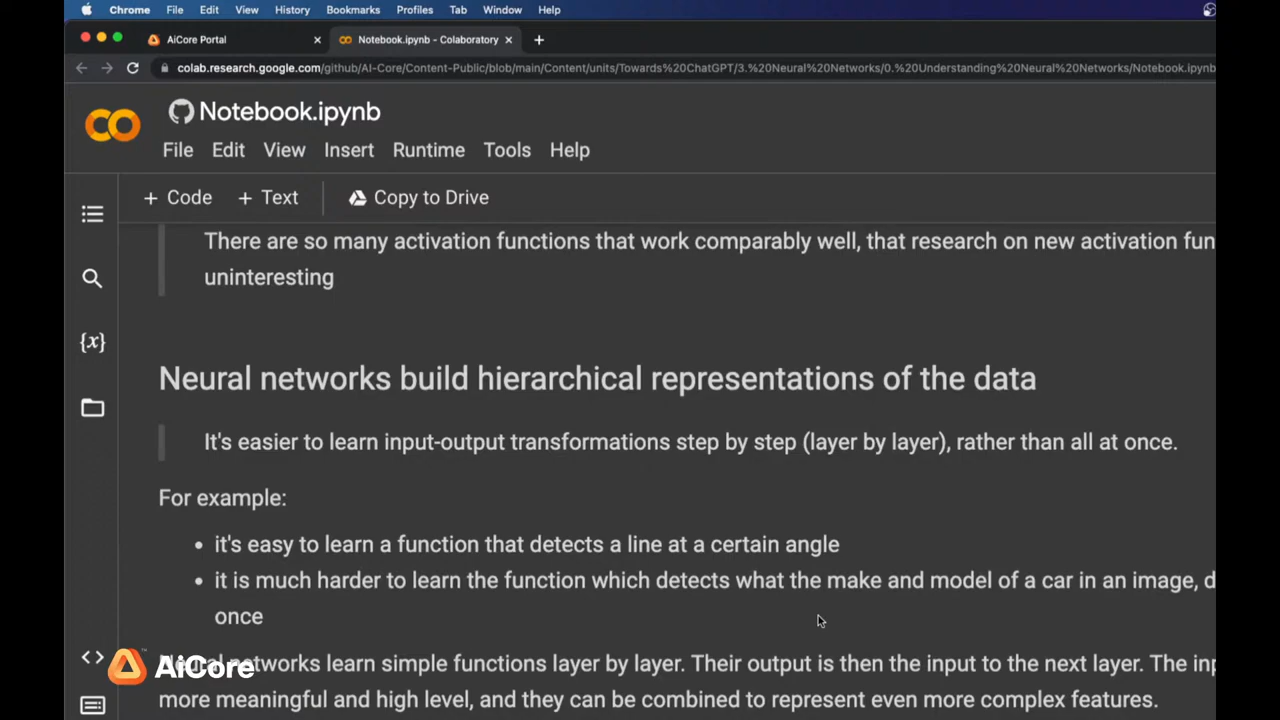 Chrome File Edit View History Bookmarks Profiles Tab Window Help
AiCore Portal Notebook.ipynb - Colaboratory
colab.research.google.com/github/AI-Core/Content-Public/blob/main/Content/units/Towards%20ChatGPT/3.%20Neural%20Networks/0.%20Understanding%20Neural%20Networks/Notebook.ipynb
Notebook.ipynb
File Edit View Insert Runtime Tools Help
+ Code + Text Copy to Drive
There are so many activation functions that work comparably well, that research on new activation fun
uninteresting
{x}
Neural networks build hierarchical representations of the data
It's easier to learn input-output transformations step by step (layer by layer), rather than all at once.
For example:
• it's easy to learn a function that detects a line at a certain angle
• it is much harder to learn the function which detects what the make and model of a car in an image, d
once
networks learn simple functions layer by layer. Their output is then the input to the next layer. The inp
more meaningful and high level, and they can be combined to represent even more complex features.
AiCore